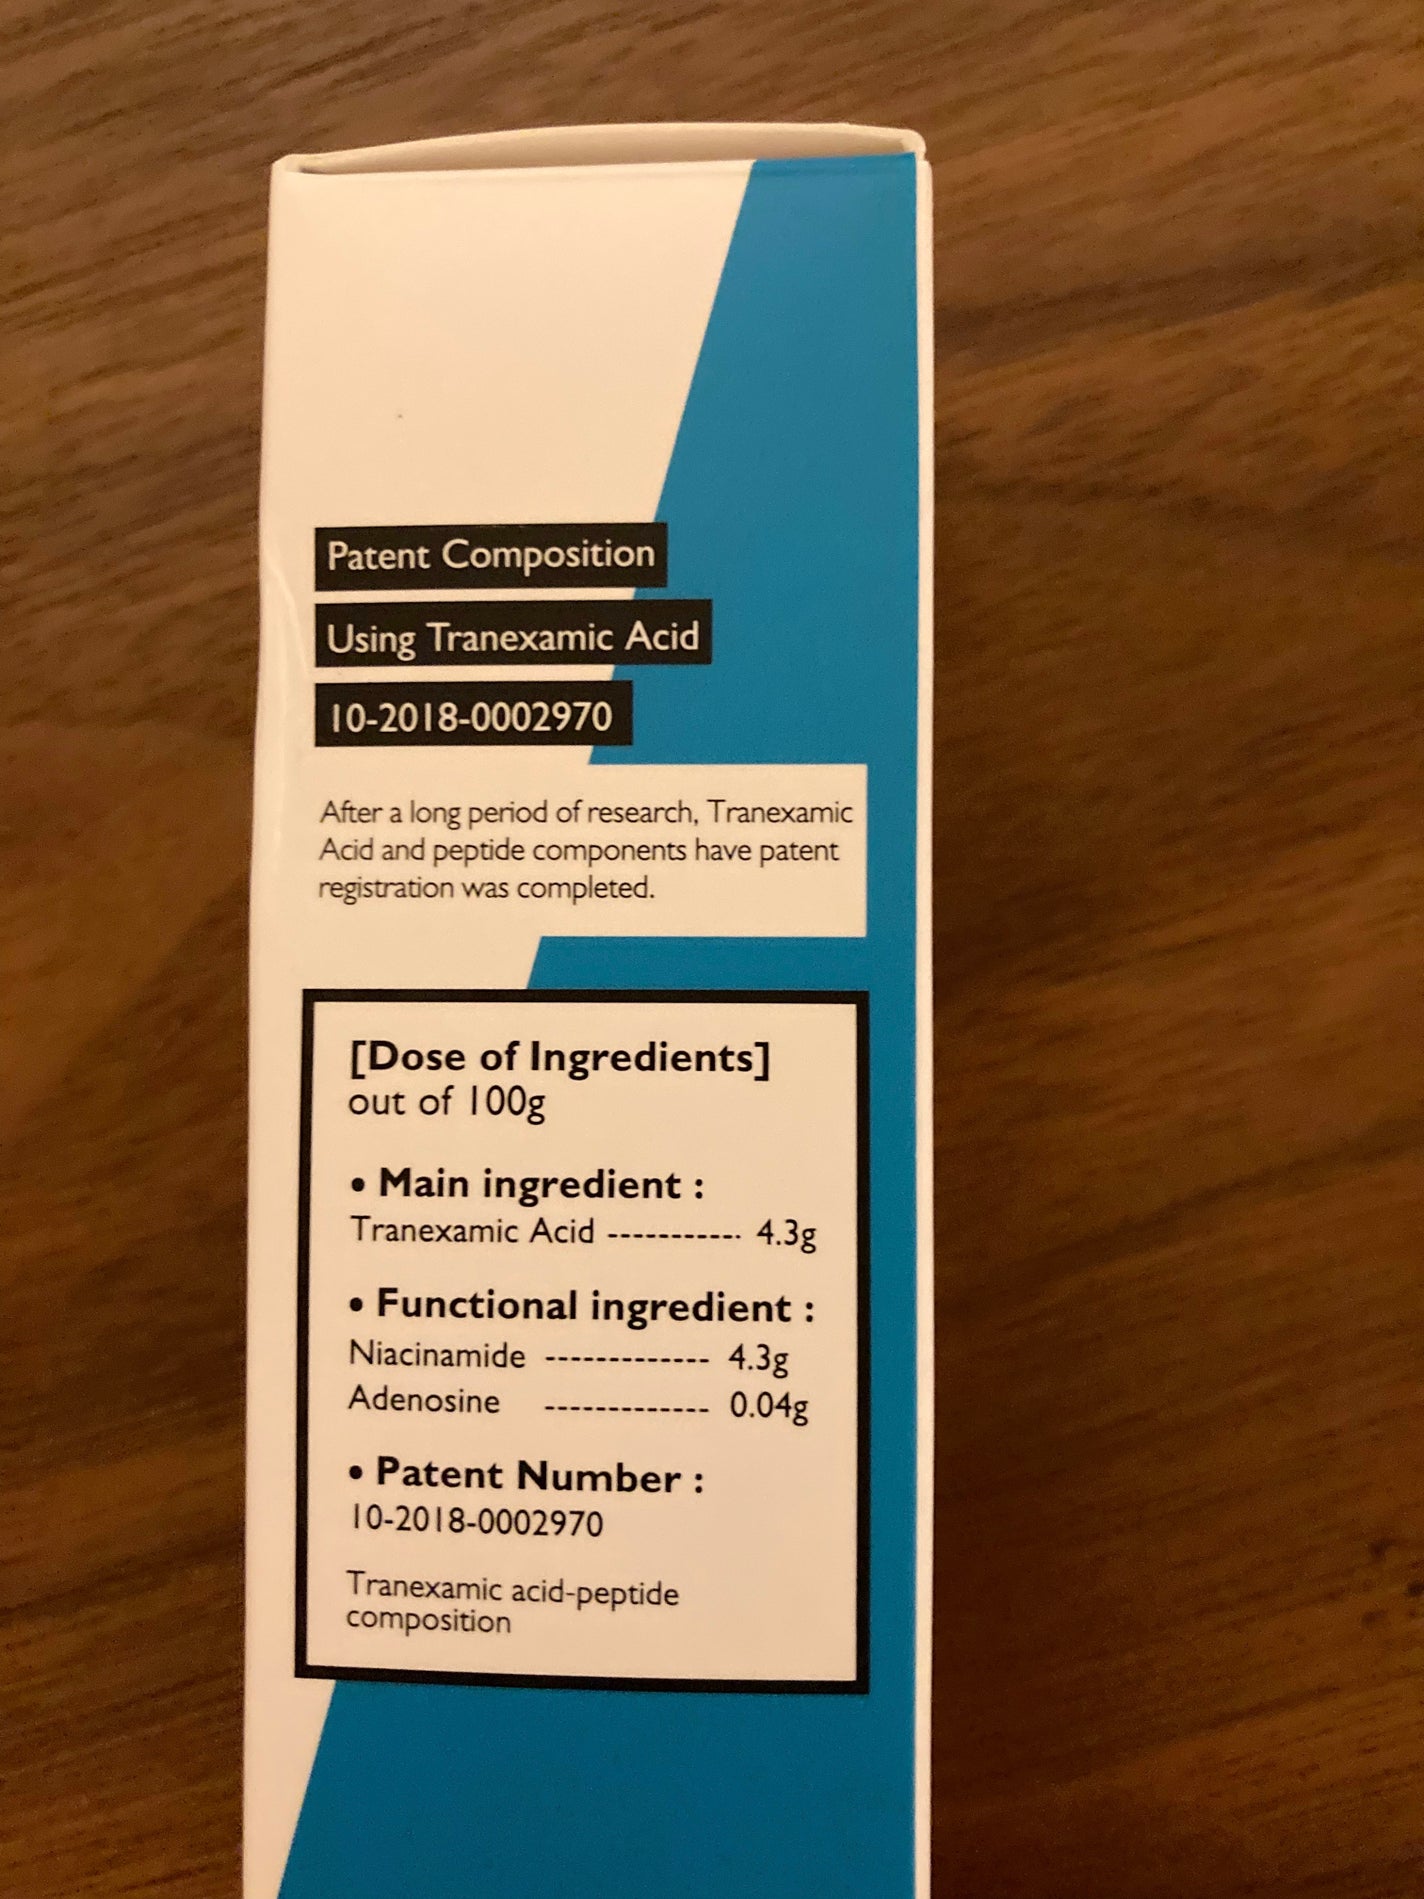 Patent Composition
Using Tranexamic Acid
10-2018-0002970
After a long period of research, Tranexamic
Acid and peptide components have patent
registration was completed.
[Dose of Ingredients]
out of 100g
• Main ingredient :
Tranexamic Acid ----------- 4.3g
• Functional ingredient :
Niacinamide ------------- 4.3g
Adenosine ------------- 0.04g
• Patent Number :
10-2018-0002970
Tranexamic acid-peptide
composition